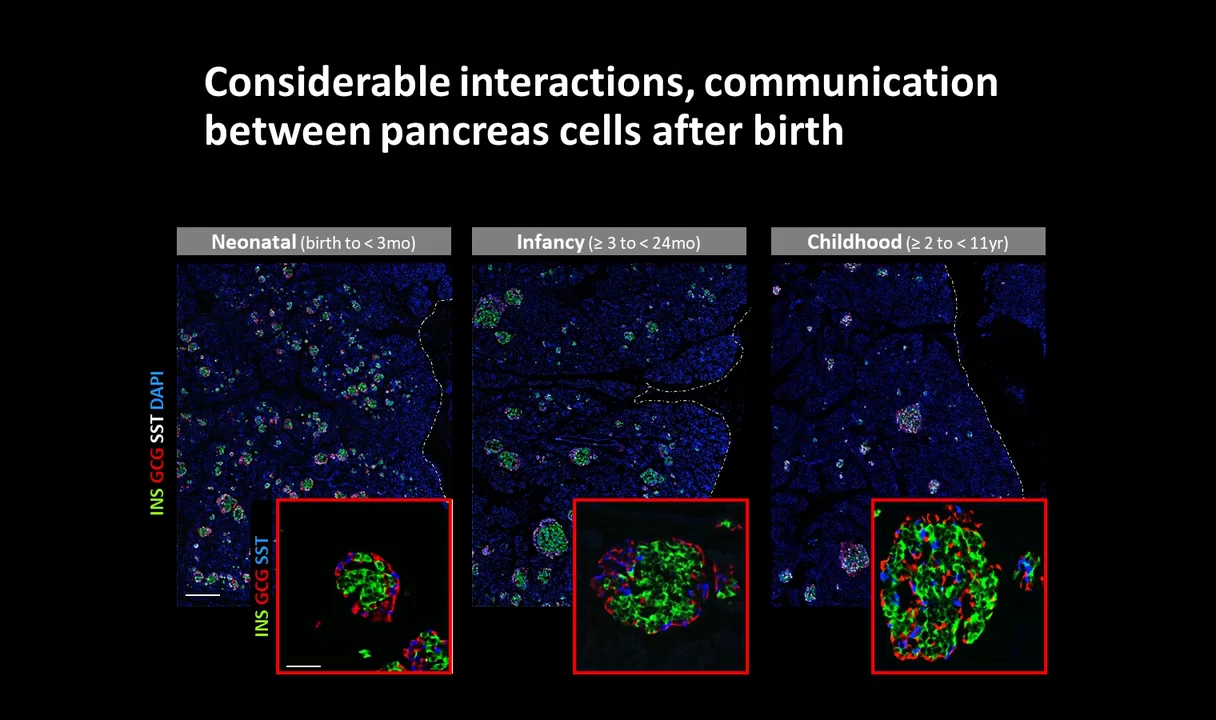 Considerable interactions, communication
between pancreas cells after birth
Neonatal (birth to < 3mo)
Infancy (≥ 3 to < 24mo)
Childhood (≥ 2 to < 11yr)
INS GCG SST DAPI
INS GCG SST